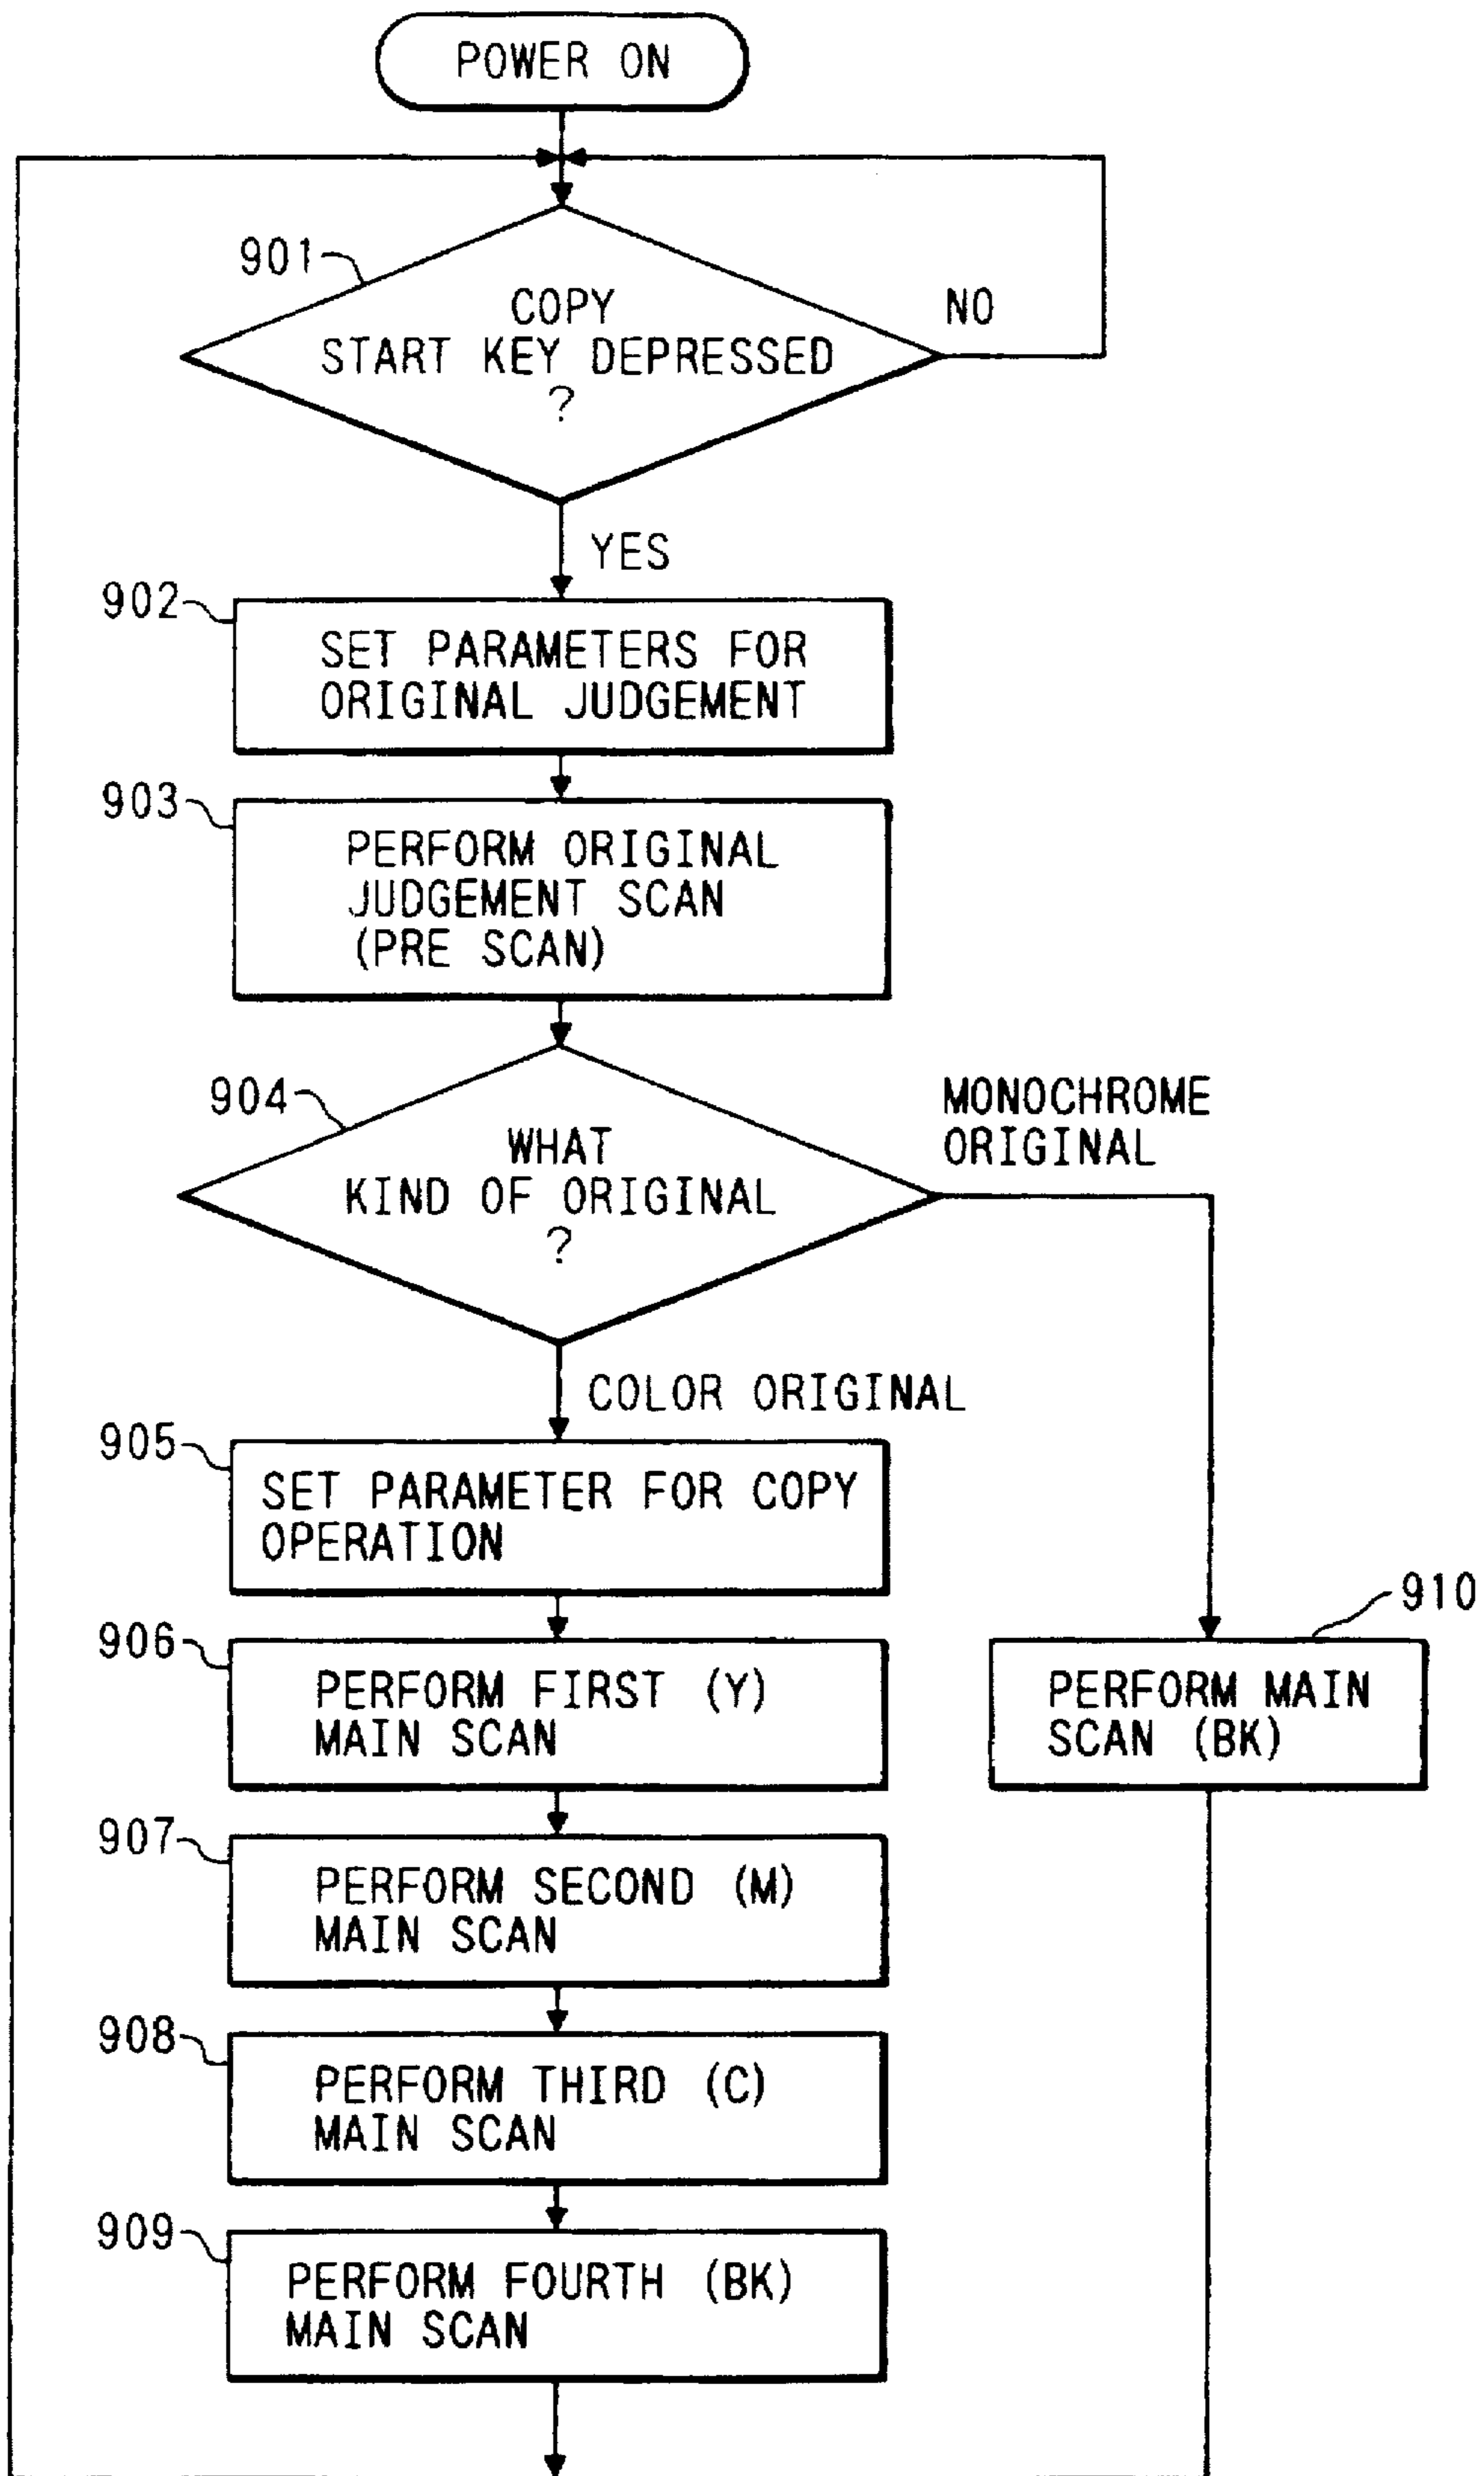 POWER ON
901
COPY
START KEY DEPRESSED
?
NO
YES
902
SET PARAMETERS FOR
ORIGINAL JUDGEMENT
903
PERFORM ORIGINAL
JUDGEMENT SCAN
(PRE SCAN)
904
WHAT
KIND OF ORIGINAL
?
MONOCHROME
ORIGINAL
COLOR ORIGINAL
905
SET PARAMETER FOR COPY
OPERATION
906
PERFORM FIRST (Y)
MAIN SCAN
910
PERFORM MAIN
SCAN (BK)
907
PERFORM SECOND (M)
MAIN SCAN
908
PERFORM THIRD (C)
MAIN SCAN
909
PERFORM FOURTH (BK)
MAIN SCAN